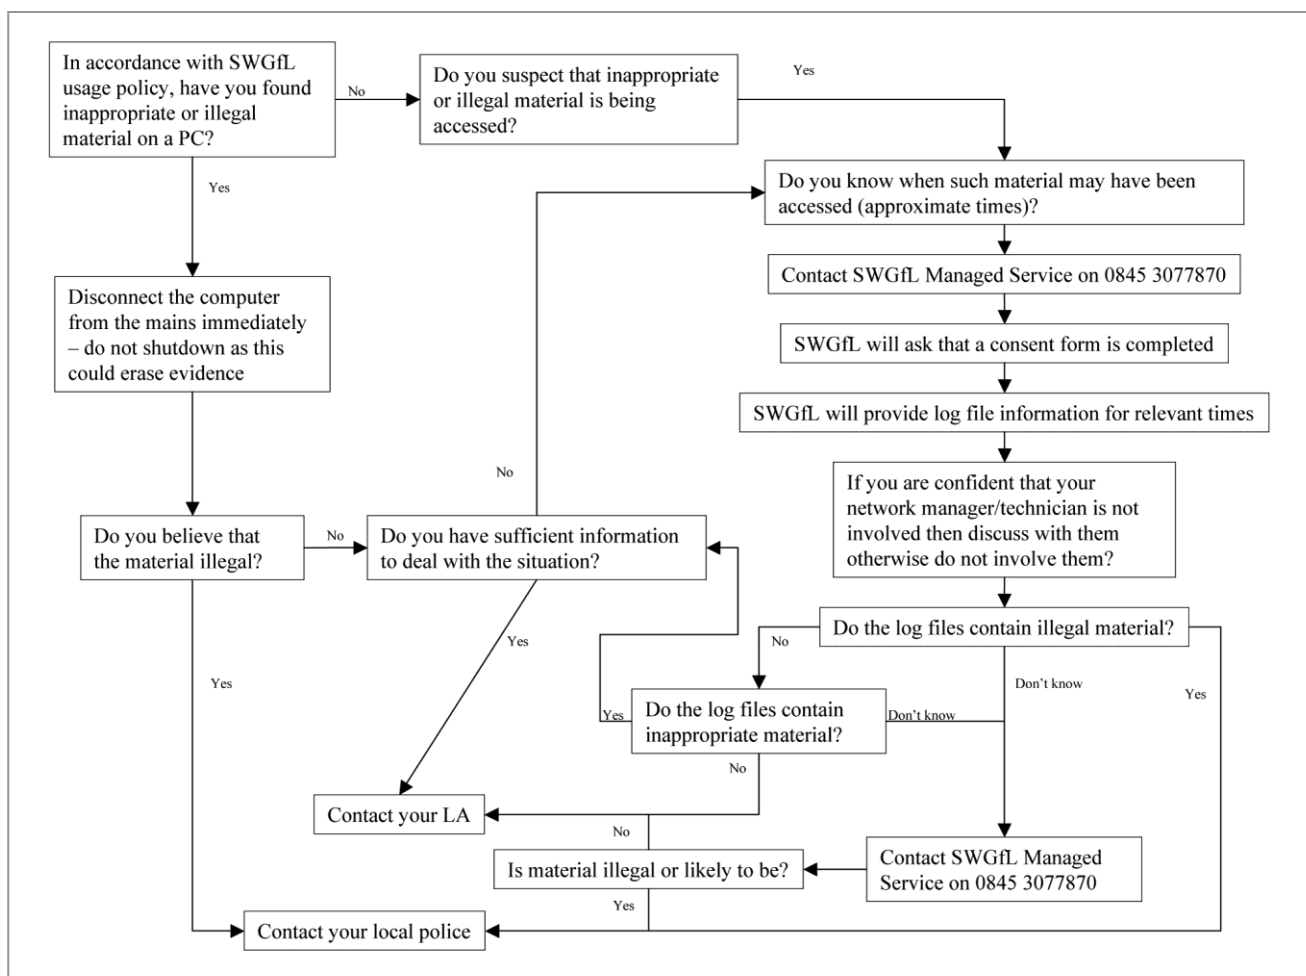 In accordance with SWGfL
usage policy, have you found
inappropriate or illegal
material on a PC?
No
Do you suspect that inappropriate
or illegal material is being
accessed?
Yes
Yes
Do you know when such material may have been
accessed (approximate times)?
Contact SWGfL Managed Service on 0845 3077870
Disconnect the computer
from the mains immediately
– do not shutdown as this
could erase evidence
SWGfL will ask that a consent form is completed
SWGfL will provide log file information for relevant times
No
If you are confident that your
network manager/technician is not
involved then discuss with them
otherwise do not involve them?
Do you believe that
the material illegal?
No
Do you have sufficient information
to deal with the situation?
Yes
Do the log files contain illegal material?
No
Don't know
Yes
Yes
Yes
Do the log files contain
inappropriate material?
Don't know
No
Contact your LA
No
Is material illegal or likely to be?
Contact SWGfL Managed
Service on 0845 3077870
Yes
Contact your local police